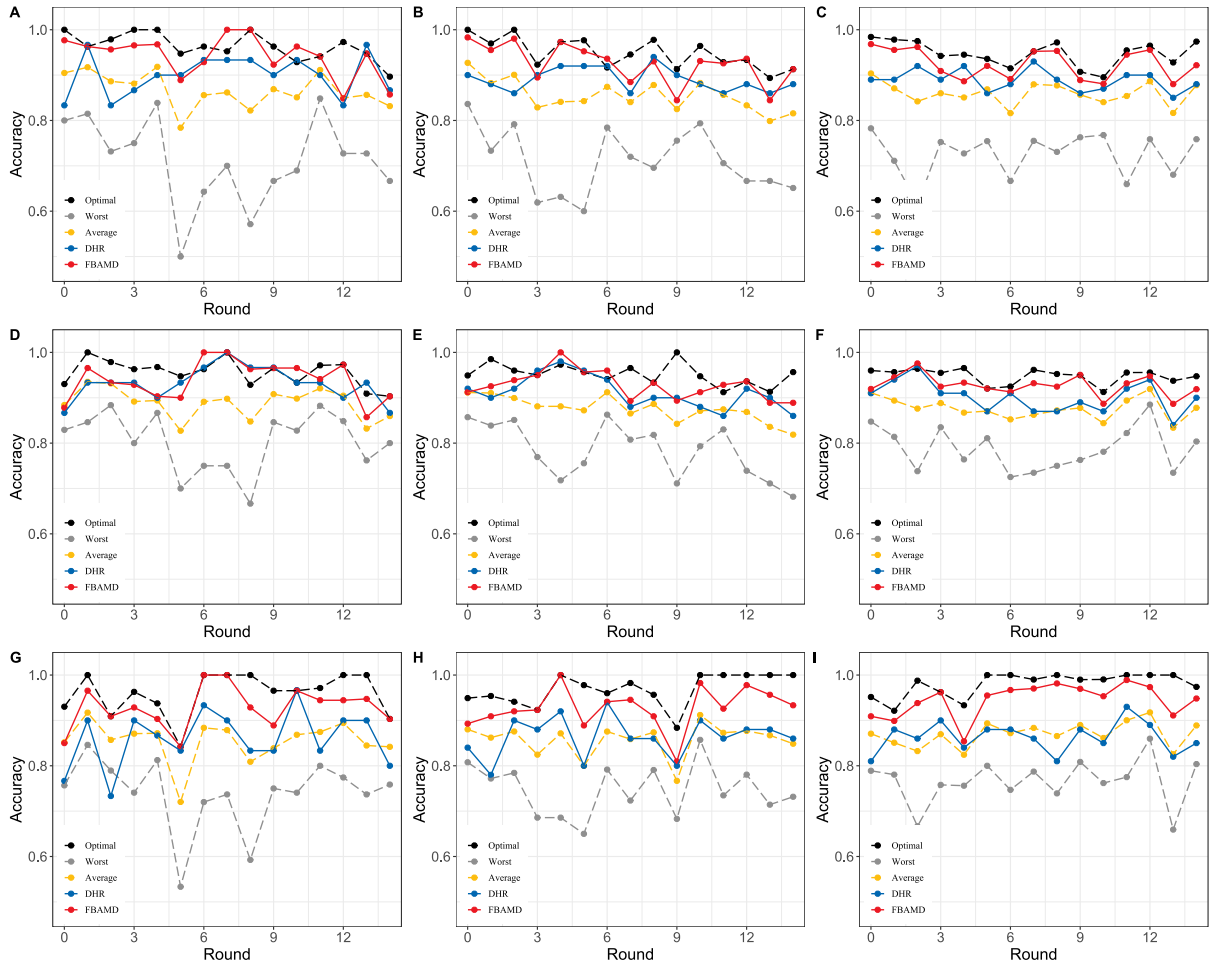 A
B
C
Accuracy
1.0
0.8
0.6
Optimal
Worst
Average
DHR
FBAMD
0 3 6 9 12
Round
Accuracy
1.0
0.8
0.6
Optimal
Worst
Average
DHR
FBAMD
0 3 6 9 12
Round
Accuracy
1.0
0.8
0.6
Optimal
Worst
Average
DHR
FBAMD
0 3 6 9 12
Round
D
E
F
Accuracy
1.0
0.8
0.6
Optimal
Worst
Average
DHR
FBAMD
0 3 6 9 12
Round
Accuracy
1.0
0.8
0.6
Optimal
Worst
Average
DHR
FBAMD
0 3 6 9 12
Round
Accuracy
1.0
0.8
0.6
Optimal
Worst
Average
DHR
FBAMD
0 3 6 9 12
Round
G
H
I
Accuracy
1.0
0.8
0.6
Optimal
Worst
Average
DHR
FBAMD
0 3 6 9 12
Round
Accuracy
1.0
0.8
0.6
Optimal
Worst
Average
DHR
FBAMD
0 3 6 9 12
Round
Accuracy
1.0
0.8
0.6
Optimal
Worst
Average
DHR
FBAMD
0 3 6 9 12
Round